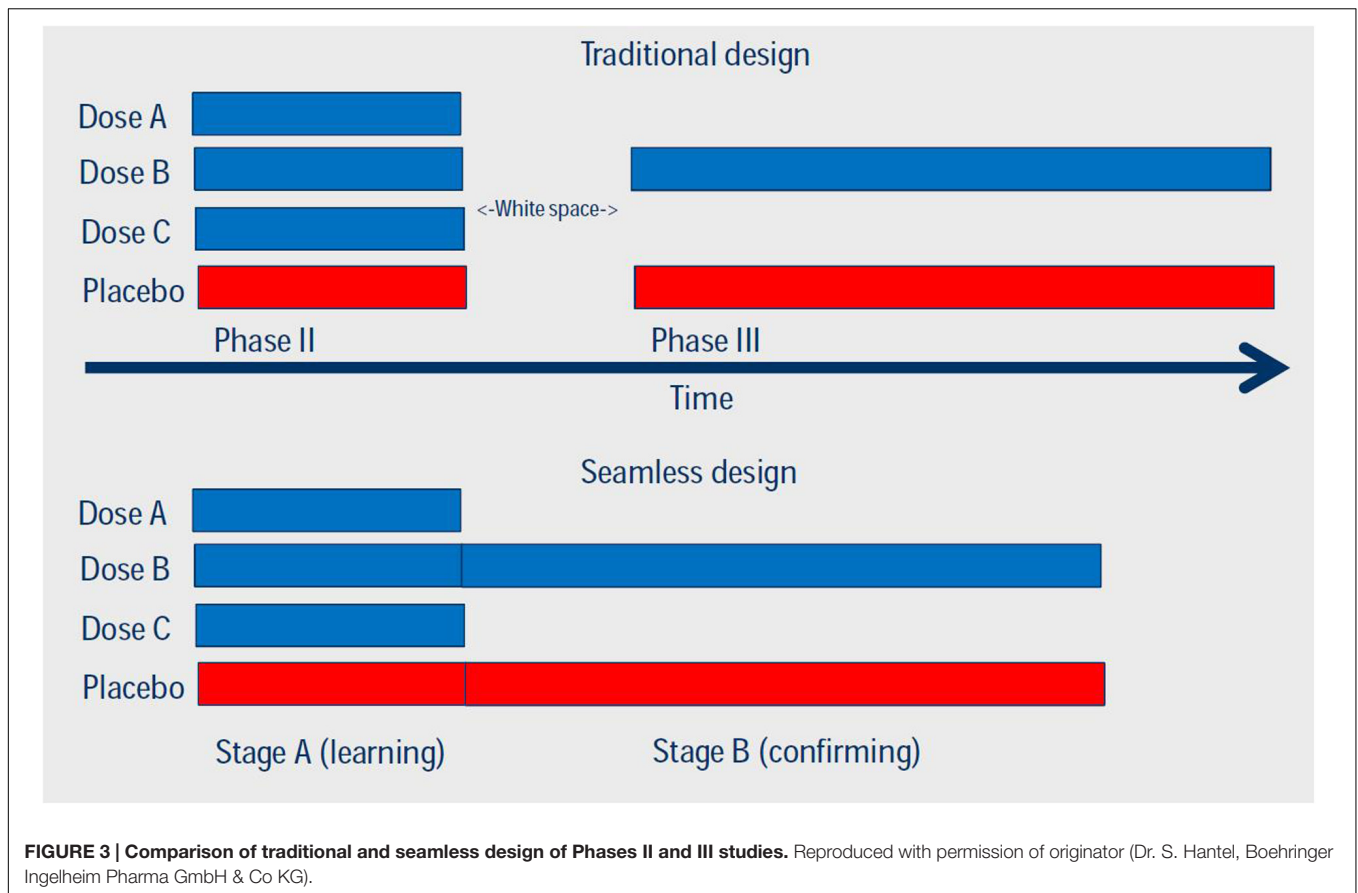 Traditional design
Dose A
Dose B
<-White space->
Dose C
Placebo
Phase II Phase III
Time
Seamless design
Dose A
Dose B
Dose C
Placebo
Stage A (learning) Stage B (confirming)
FIGURE 3 | Comparison of traditional and seamless design of Phases II and III studies. Reproduced with permission of originator (Dr. S. Hantel, Boehringer
Ingelheim Pharma GmbH & Co KG).